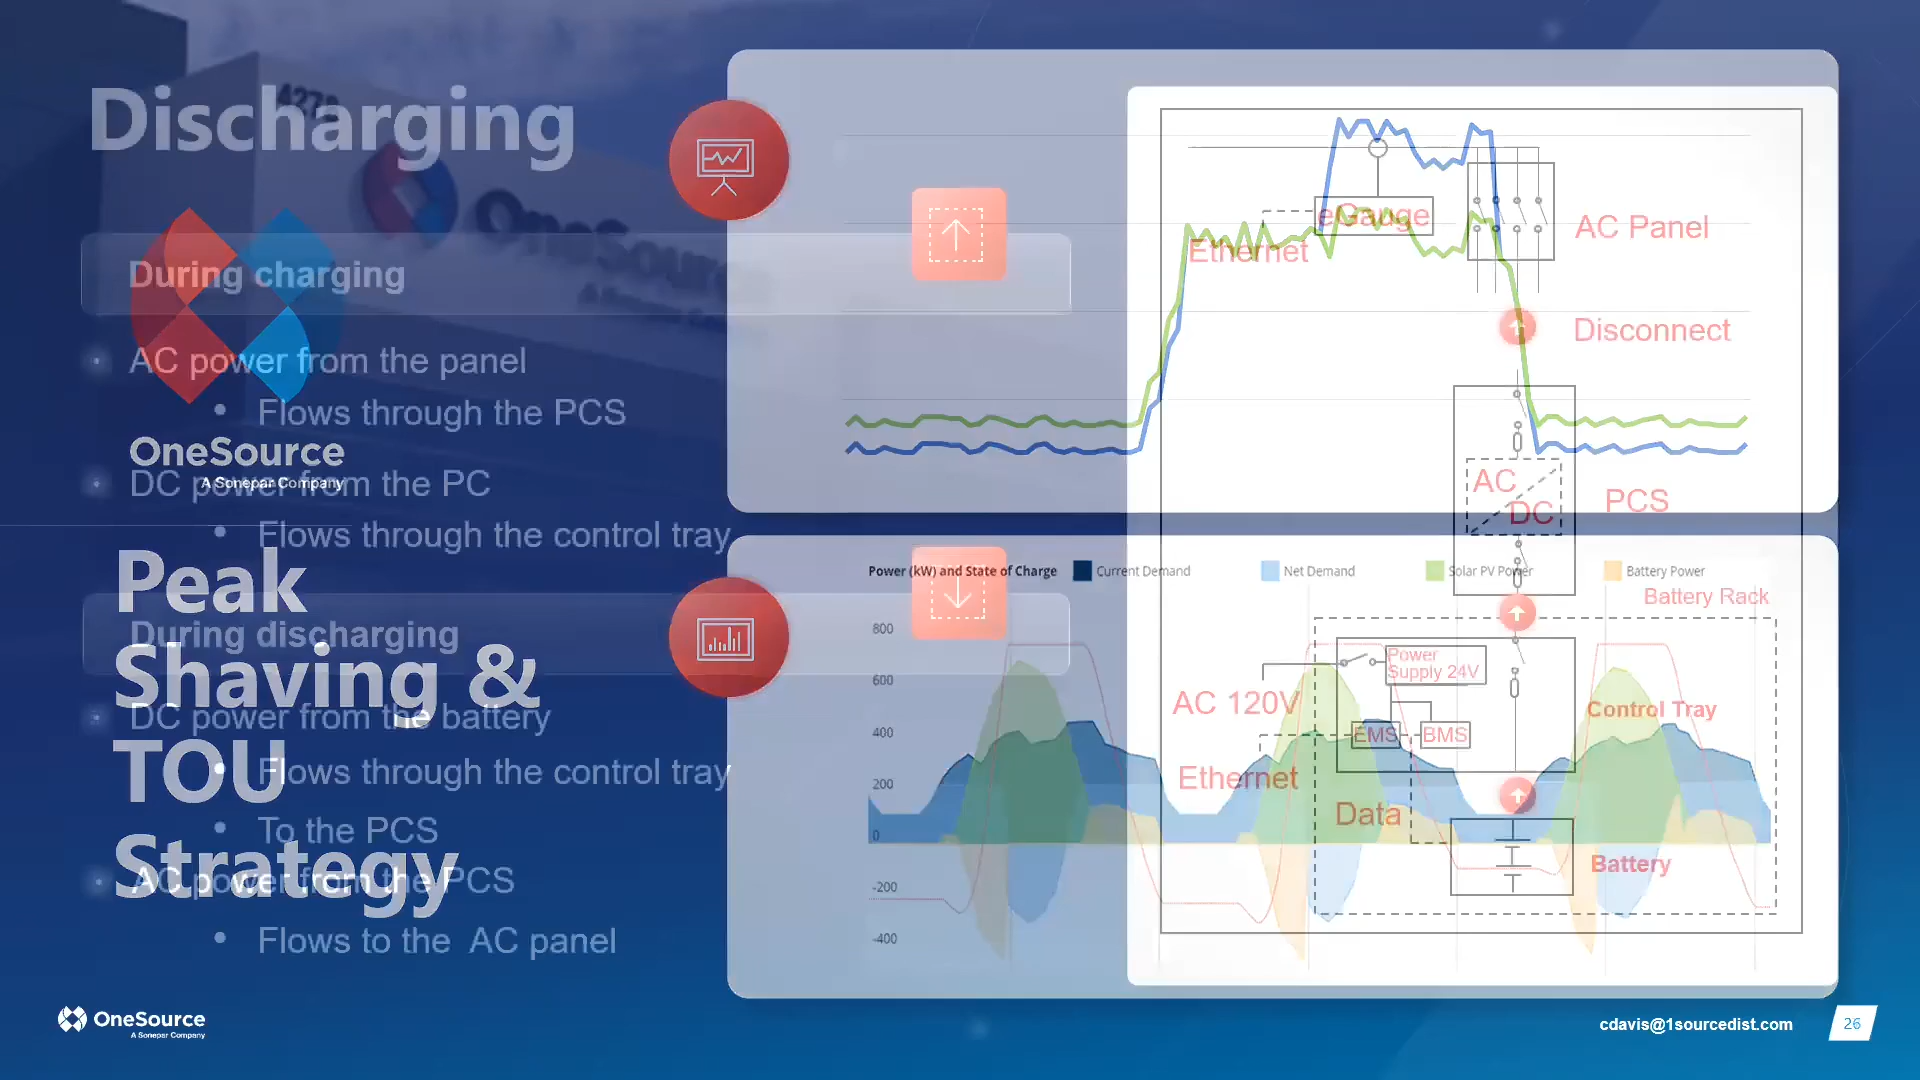 Discharging
4272
OneSource
During charging
AC power from the panel
Flows through the PCS
OneSource
A Sonepar Company
DC power from the PC
Flows through the control tray
Peak
Shaving &
TOU
Strategy
During discharging
DC power from the battery
Flows through the control tray
To the PCS
AC power from the PCS
Flows to the AC panel
eGauge
Ethernet
AC Panel
Disconnect
AC
DC
PCS
Power (kW) and State of Charge
Current Demand
Net Demand
Solar PV Power
Battery Power
Battery Rack
800
600
400
200
0
-200
-400
Power
Supply 24V
AC 120V
Control Tray
EMS
BMS
Ethernet
Data
Battery
OneSource
A Sonepar Company
cdavis@1sourcedist.com
26